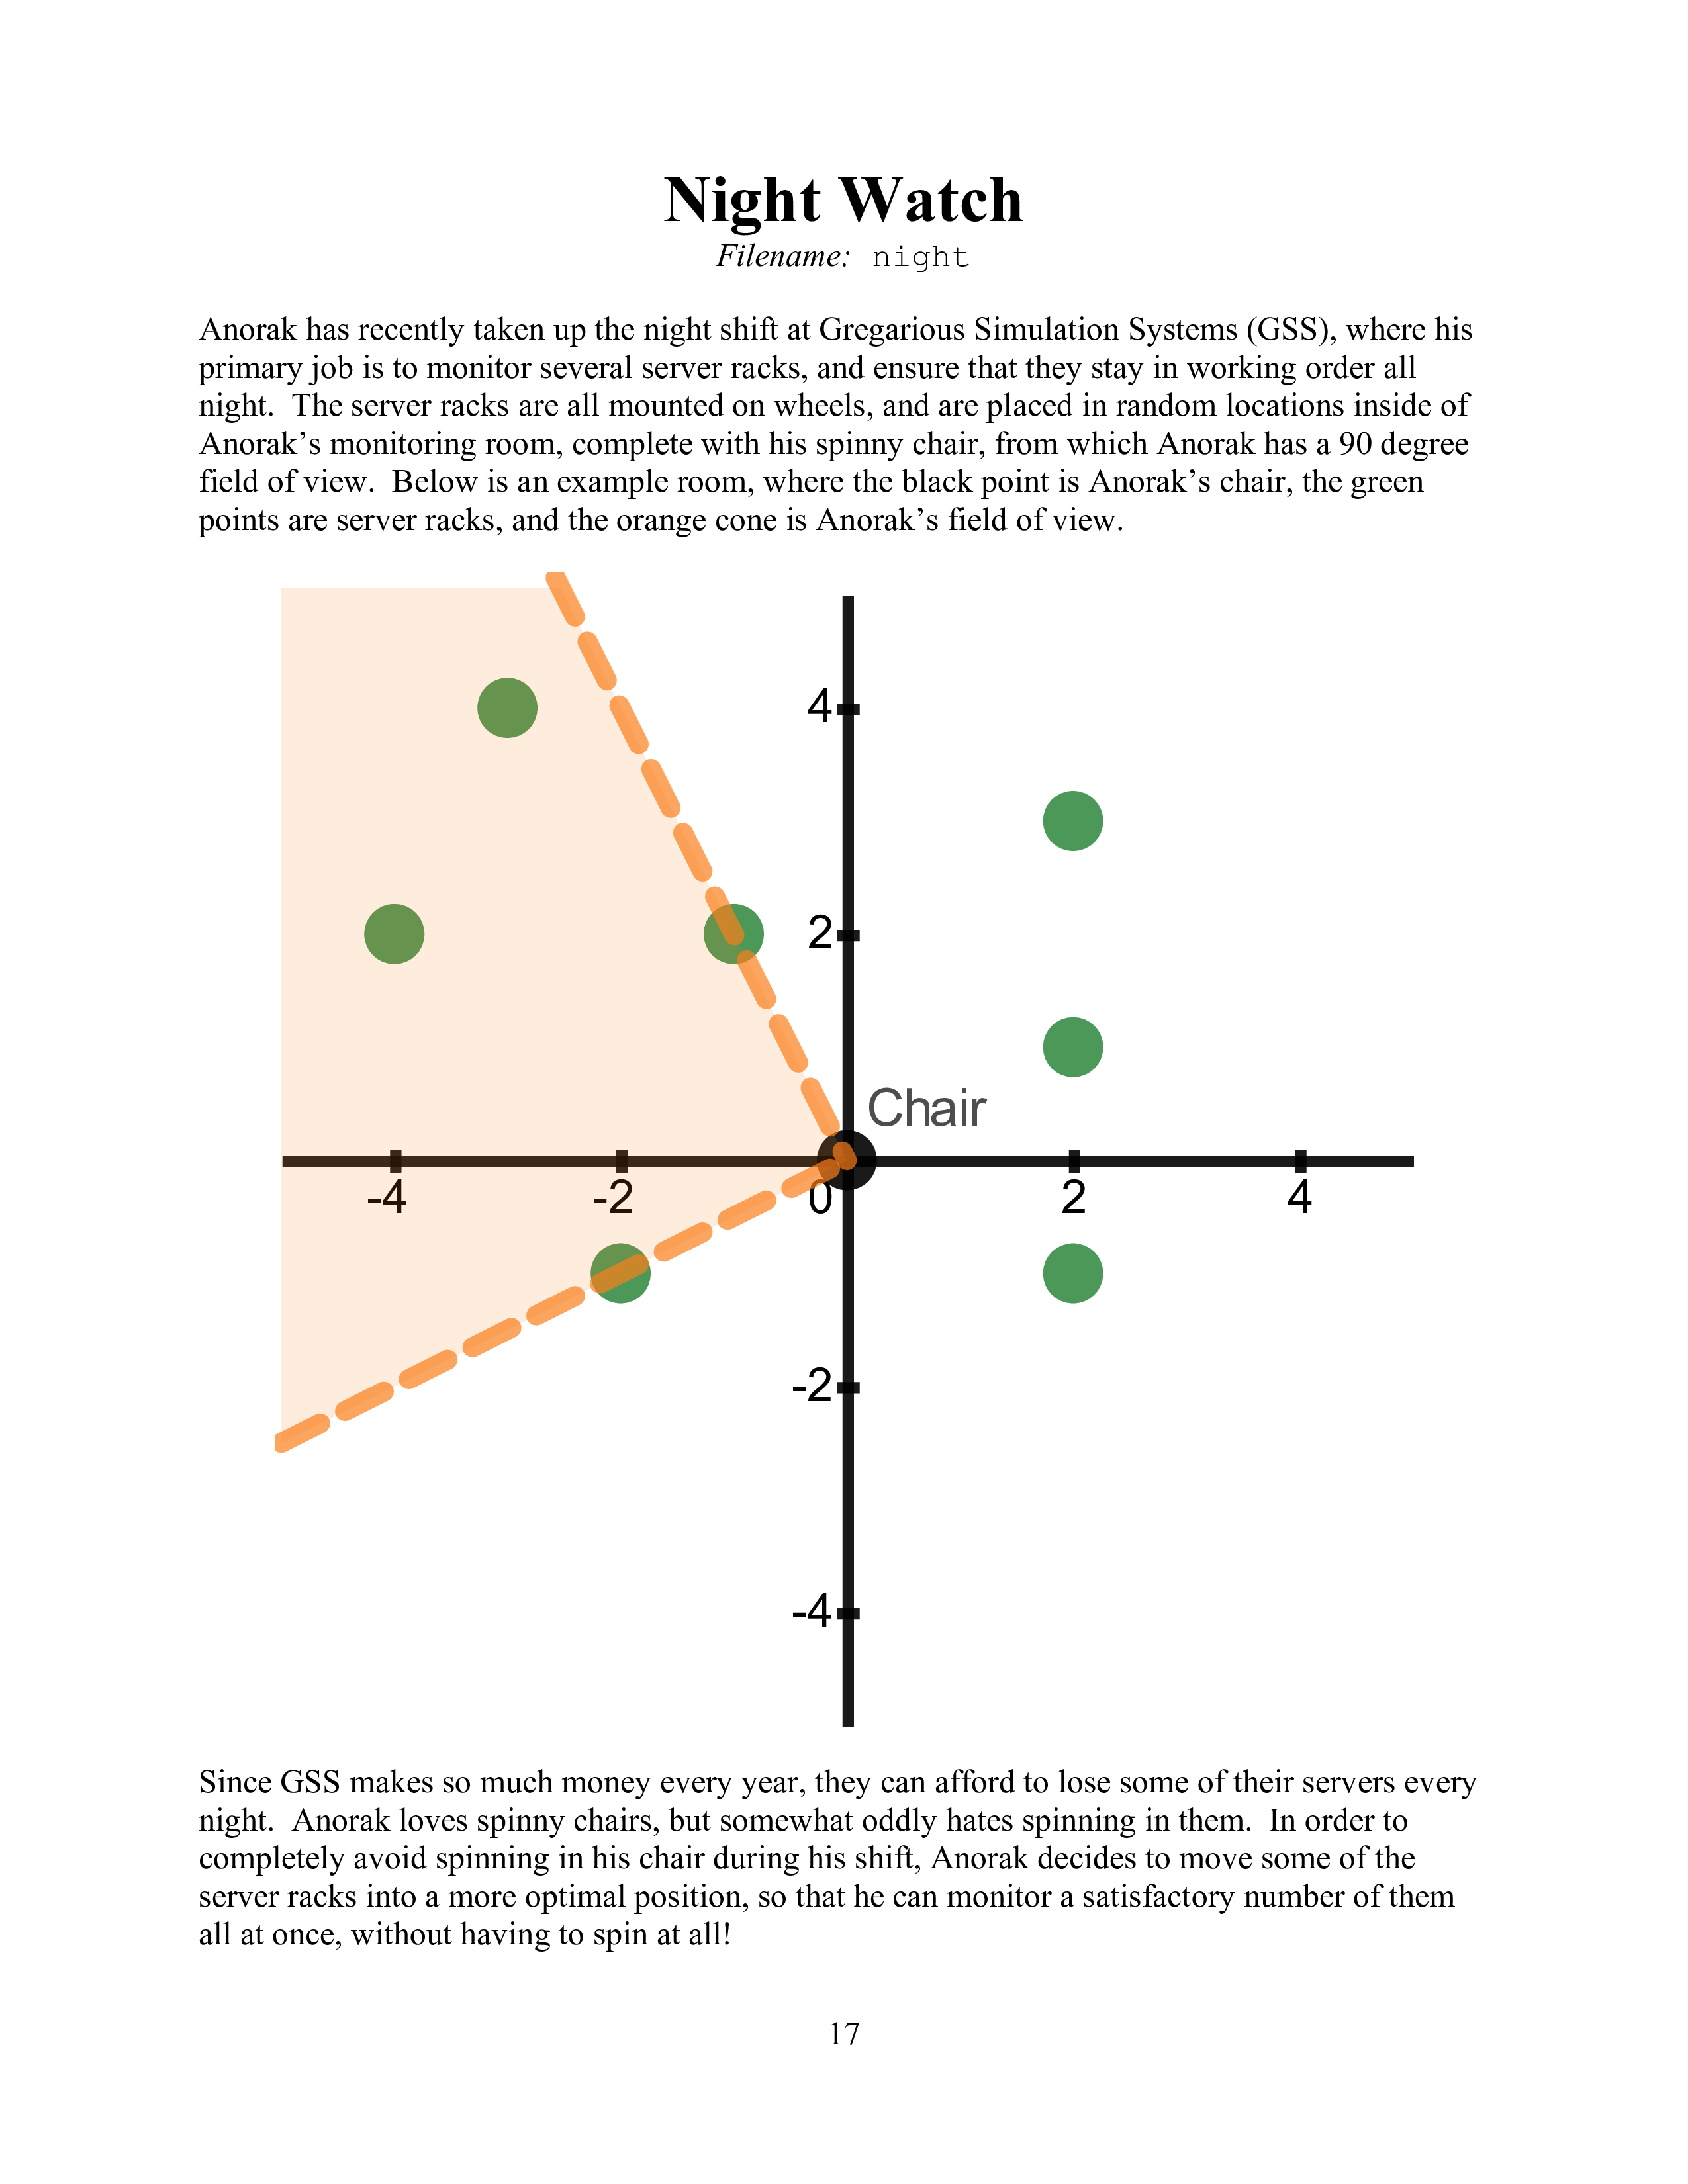 Night Watch
Filename: night
Anorak has recently taken up the night shift at Gregarious Simulation Systems (GSS), where his
primary job is to monitor several server racks, and ensure that they stay in working order all
night.  The server racks are all mounted on wheels, and are placed in random locations inside of
Anorak’s monitoring room, complete with his spinny chair, from which Anorak has a 90 degree
field of view.  Below is an example room, where the black point is Anorak’s chair, the green
points are server racks, and the orange cone is Anorak’s field of view.
4
2
Chair
-4 -2 0 2 4
-2
-4
Since GSS makes so much money every year, they can afford to lose some of their servers every
night.  Anorak loves spinny chairs, but somewhat oddly hates spinning in them.  In order to
completely avoid spinning in his chair during his shift, Anorak decides to move some of the
server racks into a more optimal position, so that he can monitor a satisfactory number of them
all at once, without having to spin at all!
17